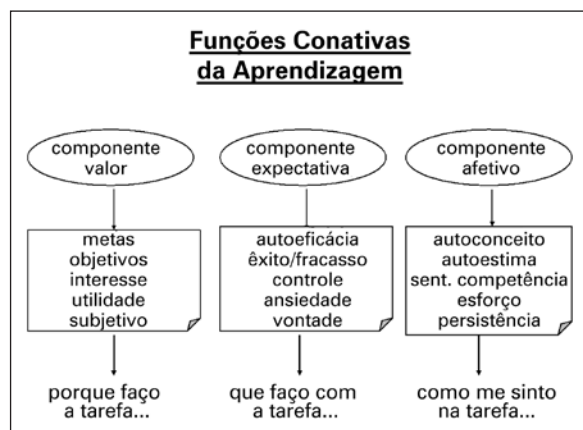 Funções Conativas
da Aprendizagem
componente
valor
componente
expectativa
componente
afetivo
metas
objetivos
interesse
utilidade
subjetivo
autoeficácia
êxito/fracasso
controle
ansiedade
vontade
autoconceito
autoestima
sent. competência
esforço
persistência
porque faço
a tarefa...
que faço com
a tarefa...
como me sinto
na tarefa...